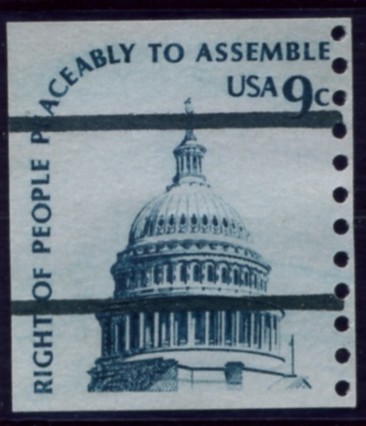 RIGHT OF PEOPLE PEACEABLY TO ASSEMBLE
USA 9c